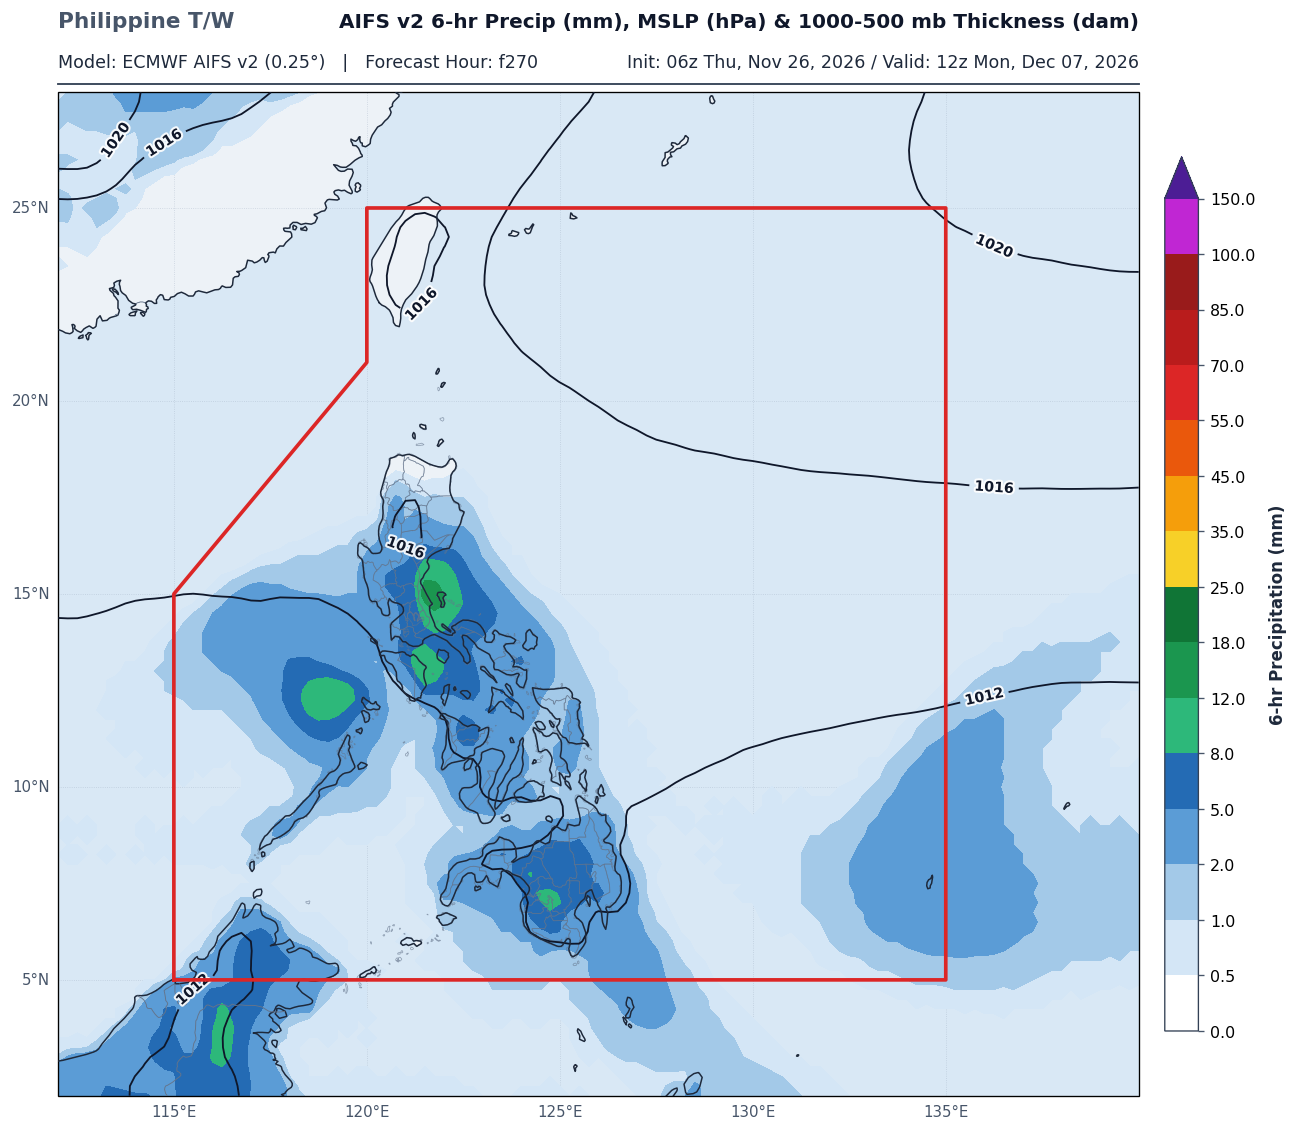 Philippine T/W
AIFS v2 6-hr Precip (mm), MSLP (hPa) & 1000-500 mb Thickness (dam)
Model: ECMWF AIFS v2 (0.25°) | Forecast Hour: f270
Init: 06z Thu, Nov 26, 2026 / Valid: 12z Mon, Dec 07, 2026
1020
1016
25°N
1020
1016
20°N
1016
1016
15°N
1012
10°N
5°N
1012
115°E
120°E
125°E
130°E
135°E
150.0
100.0
85.0
70.0
55.0
45.0
35.0
25.0
18.0
12.0
8.0
5.0
2.0
1.0
0.5
0.0
6-hr Precipitation (mm)